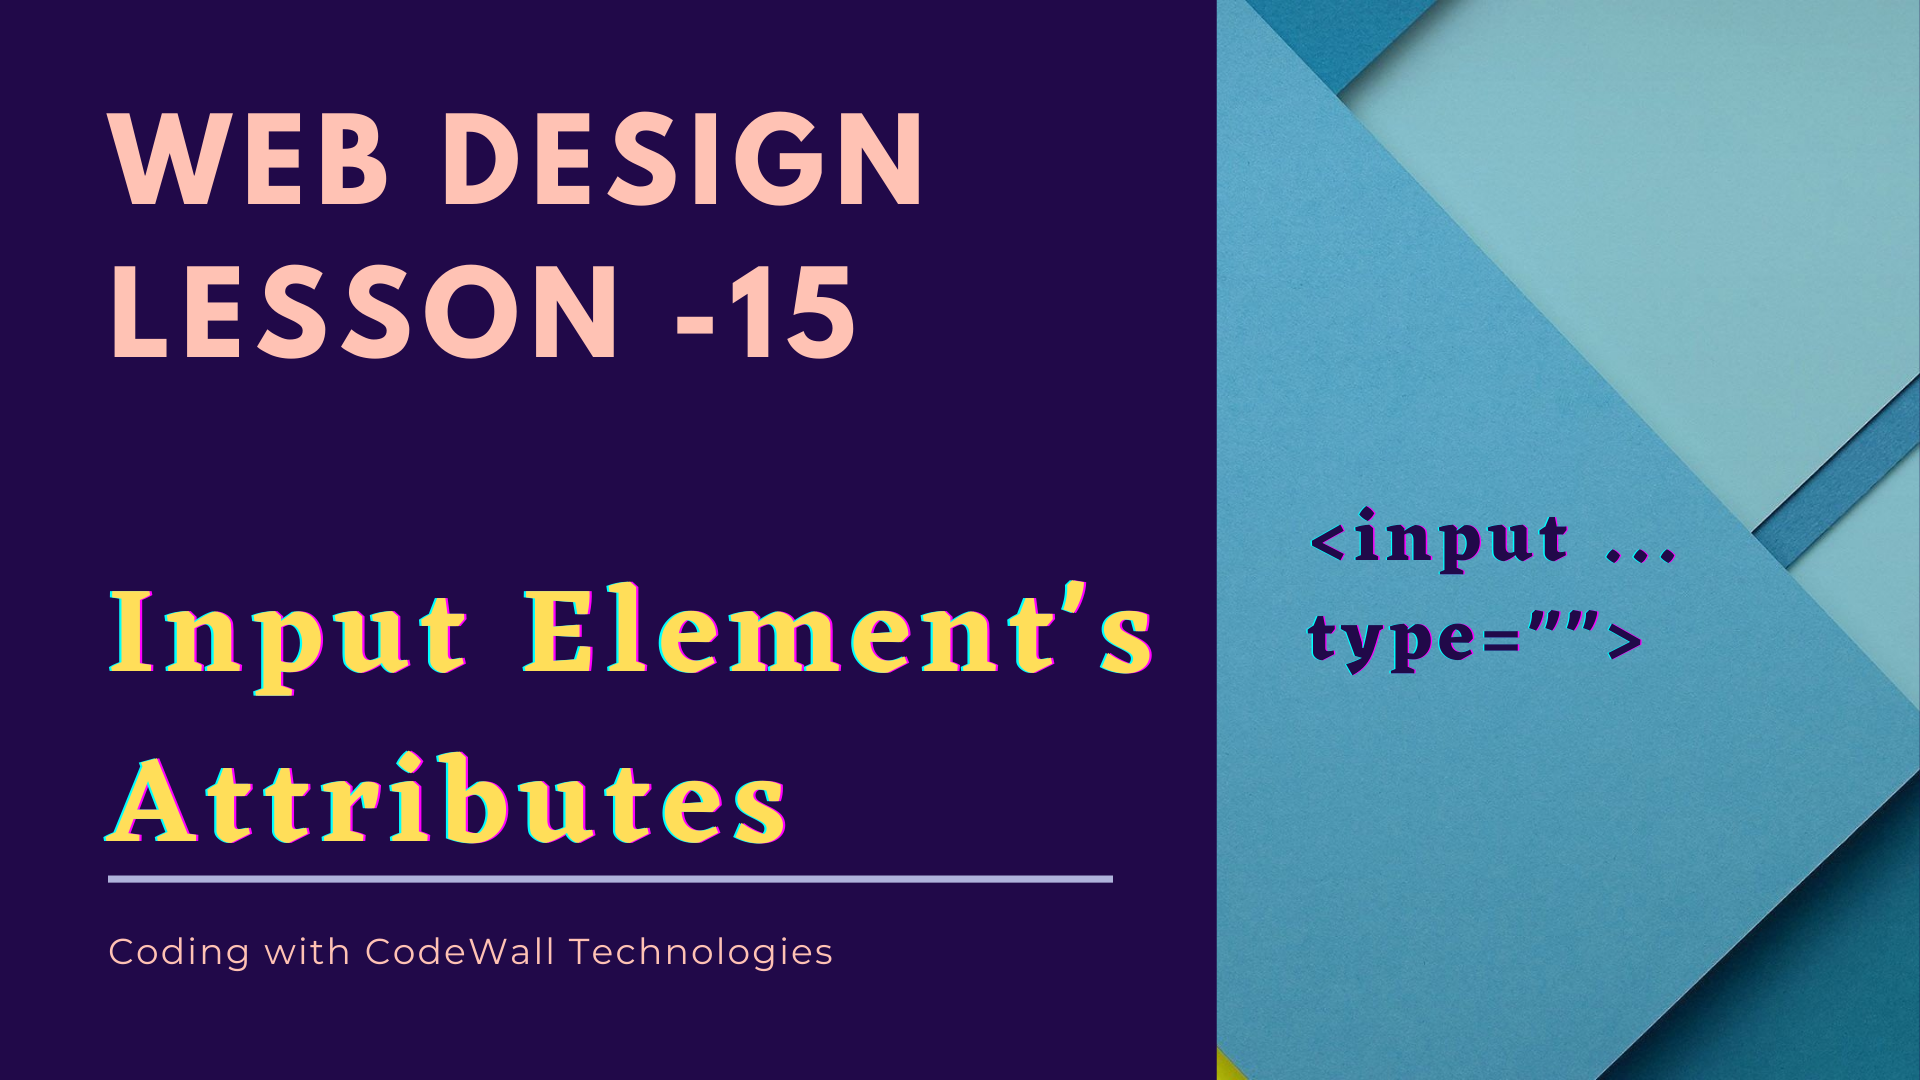 WEB DESIGN
LESSON -15
Input Element's
Attributes
Coding with CodeWall Technologies
<input ...
type="">